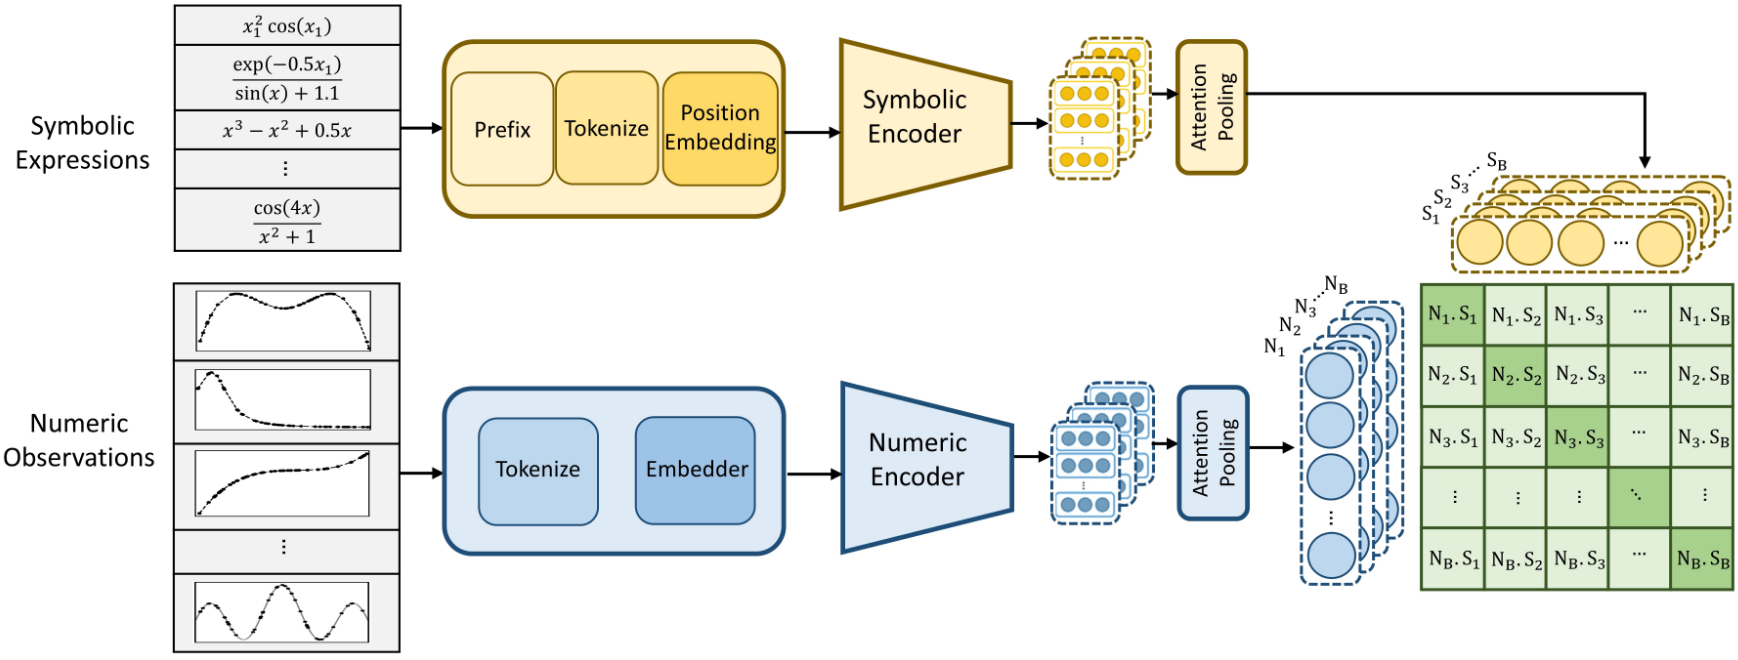 Symbolic
Expressions
x₁² cos(x₁)
exp(−0.5x₁)
sin(x) + 1.1
x³ − x² + 0.5x
⋮
cos(4x)
x² + 1
Prefix
Tokenize
Position
Embedding
Symbolic
Encoder
⋮
Attention
Pooling
S₁ S₂ S₃ ⋯ S_B
⋯
Numeric
Observations
⋮
Tokenize
Embedder
Numeric
Encoder
⋮
Attention
Pooling
N₁ N₂ N₃ ⋯ N_B
⋮
N₁. S₁ N₁. S₂ N₁. S₃ ⋯ N₁. S_B
N₂. S₁ N₂. S₂ N₂. S₃ ⋯ N₂. S_B
N₃. S₁ N₃. S₂ N₃. S₃ ⋯ N₃. S_B
⋮ ⋮ ⋮ ⋱ ⋮
N_B. S₁ N_B. S₂ N_B. S₃ ⋯ N_B. S_B